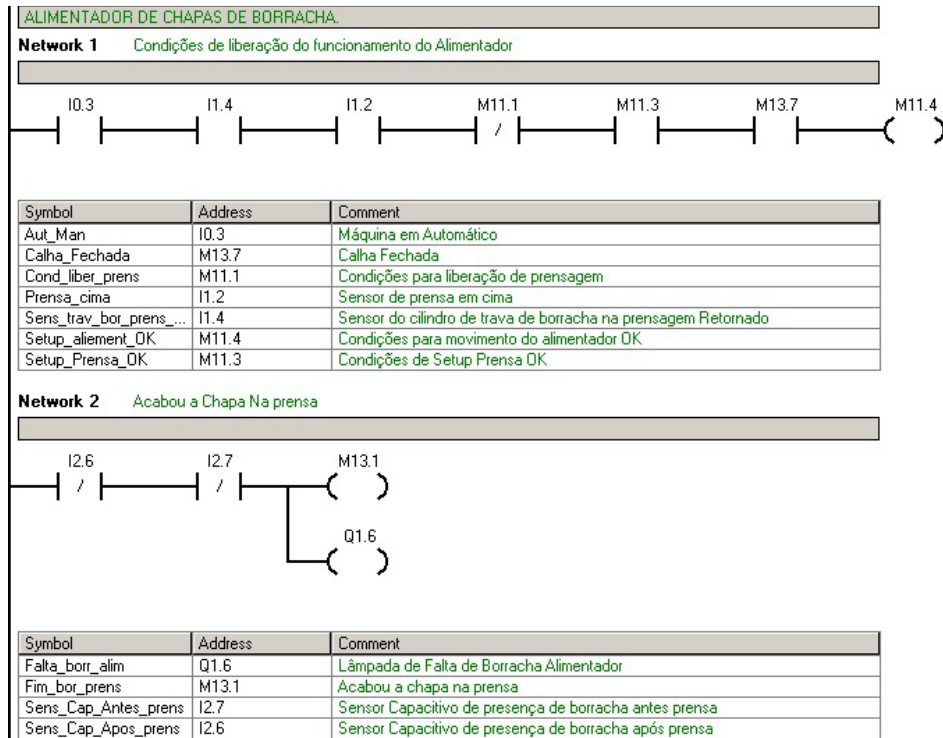 ALIMENTADOR DE CHAPAS DE BORRACHA.
Network 1 Condições de liberação do funcionamento do Alimentador
I0.3 I1.4 I1.2 M11.1 M11.3 M13.7 M11.4
/
Symbol Address Comment
Aut_Man I0.3 Máquina em Automático
Calha_Fechada M13.7 Calha Fechada
Cond_liber_prens M11.1 Condições para liberação de prensagem
Prensa_cima I1.2 Sensor de prensa em cima
Sens_trav_bor_prens_... I1.4 Sensor do cilindro de trava de borracha na prensagem Retornado
Setup_aliement_OK M11.4 Condições para movimento do alimentador OK
Setup_Prensa_OK M11.3 Condições de Setup Prensa OK
Network 2 Acabou a Chapa Na prensa
I2.6 I2.7 M13.1
/ /
Q1.6
Symbol Address Comment
Falta_borr_alim Q1.6 Lâmpada de Falta de Borracha Alimentador
Fim_bor_prens M13.1 Acabou a chapa na prensa
Sens_Cap_Antes_prens I2.7 Sensor Capacitivo de presença de borracha antes prensa
Sens_Cap_Apos_prens I2.6 Sensor Capacitivo de presença de borracha após prensa